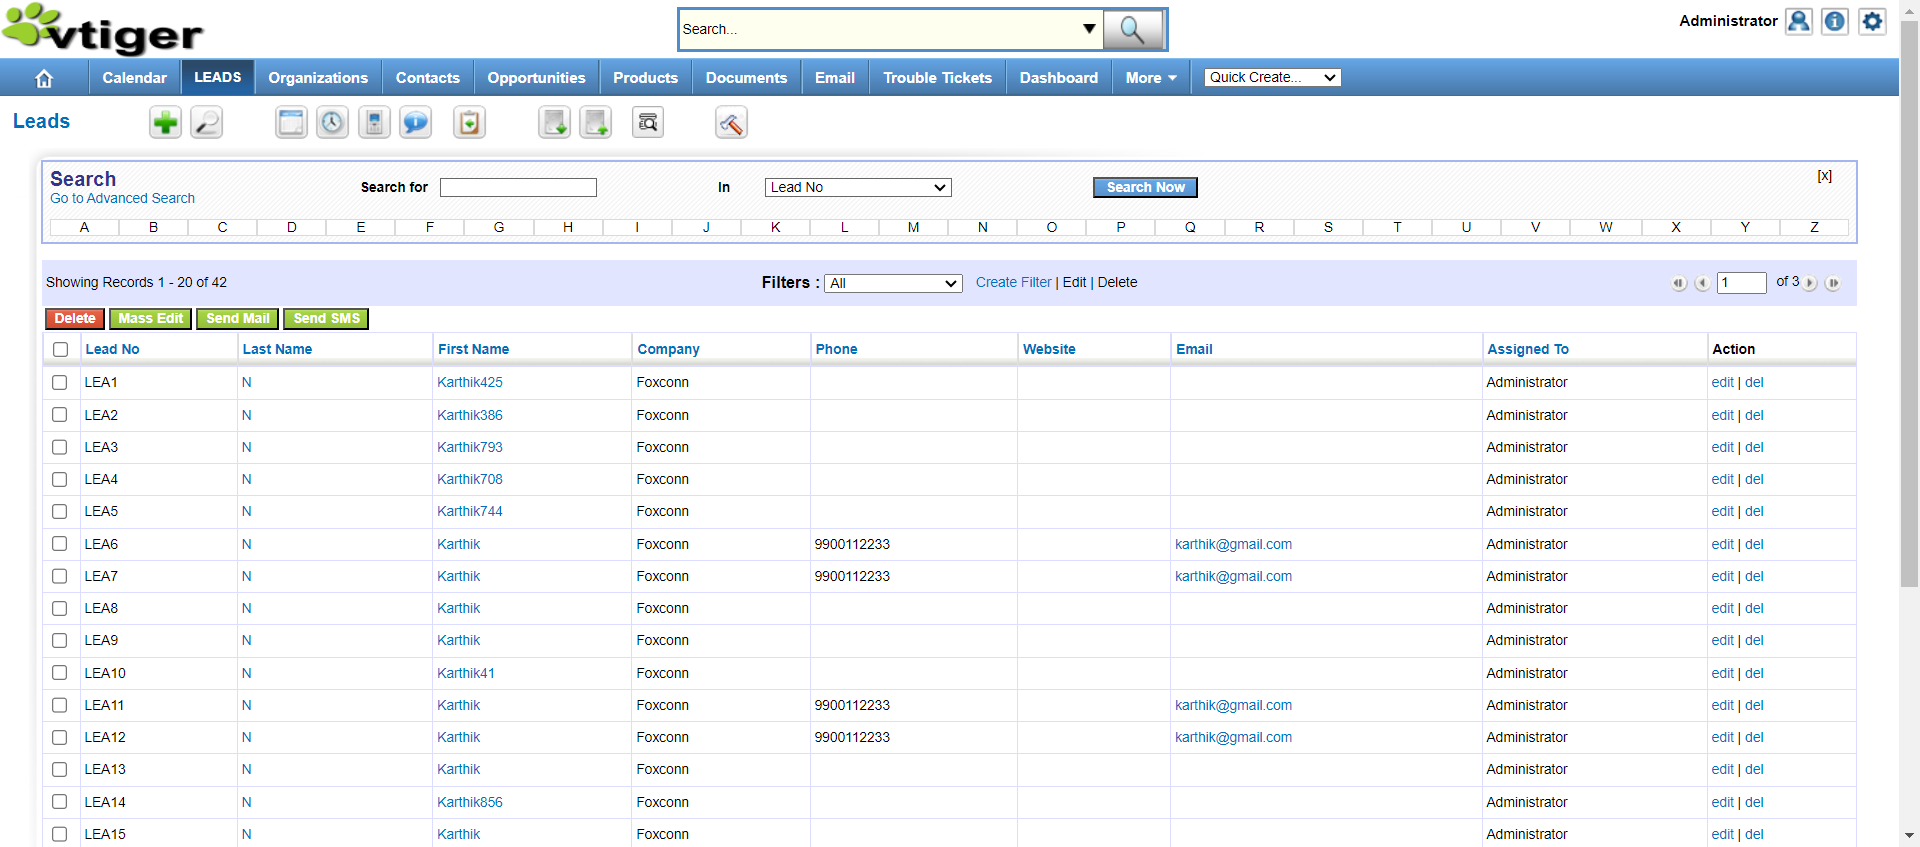 vtiger
Search...
Administrator
Calendar LEADS Organizations Contacts Opportunities Products Documents Email Trouble Tickets Dashboard More Quick Create...
Leads
Search
Go to Advanced Search
Search for In Lead No Search Now [x]
A B C D E F G H I J K L M N O P Q R S T U V W X Y Z
Showing Records 1 - 20 of 42 Filters : All Create Filter | Edit | Delete 1 of 3
Delete Mass Edit Send Mail Send SMS
Lead No Last Name First Name Company Phone Website Email Assigned To Action
LEA1 N Karthik425 Foxconn Administrator edit | del
LEA2 N Karthik386 Foxconn Administrator edit | del
LEA3 N Karthik793 Foxconn Administrator edit | del
LEA4 N Karthik708 Foxconn Administrator edit | del
LEA5 N Karthik744 Foxconn Administrator edit | del
LEA6 N Karthik Foxconn 9900112233 karthik@gmail.com Administrator edit | del
LEA7 N Karthik Foxconn 9900112233 karthik@gmail.com Administrator edit | del
LEA8 N Karthik Foxconn Administrator edit | del
LEA9 N Karthik Foxconn Administrator edit | del
LEA10 N Karthik41 Foxconn Administrator edit | del
LEA11 N Karthik Foxconn 9900112233 karthik@gmail.com Administrator edit | del
LEA12 N Karthik Foxconn 9900112233 karthik@gmail.com Administrator edit | del
LEA13 N Karthik Foxconn Administrator edit | del
LEA14 N Karthik856 Foxconn Administrator edit | del
LEA15 N Karthik Foxconn Administrator edit | del